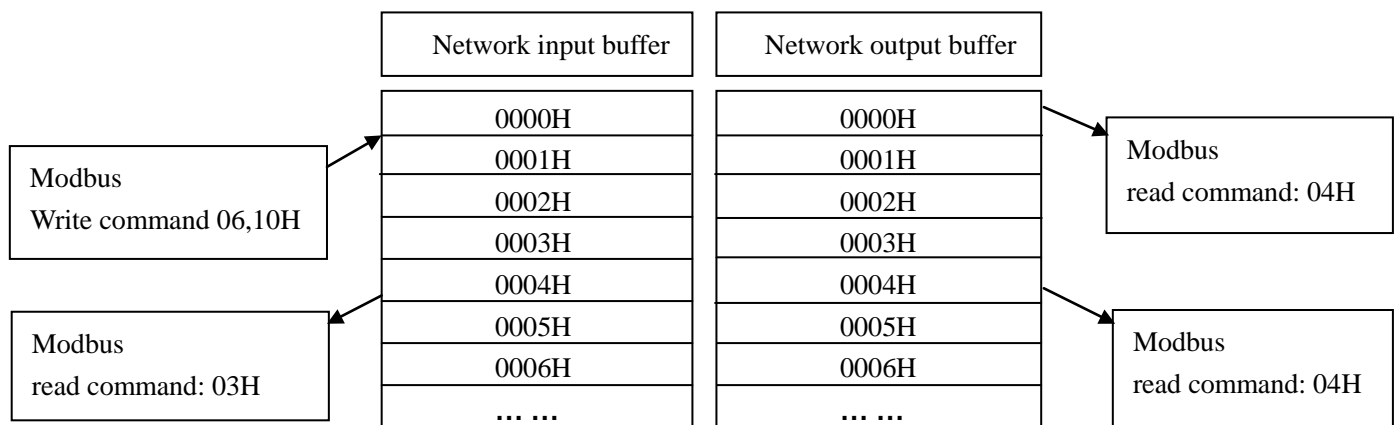 Network input buffer
Network output buffer
Modbus
Write command 06,10H
Modbus
read command: 03H
0000H
0001H
0002H
0003H
0004H
0005H
0006H
... ...
0000H
0001H
0002H
0003H
0004H
0005H
0006H
... ...
Modbus
read command: 04H
Modbus
read command: 04H